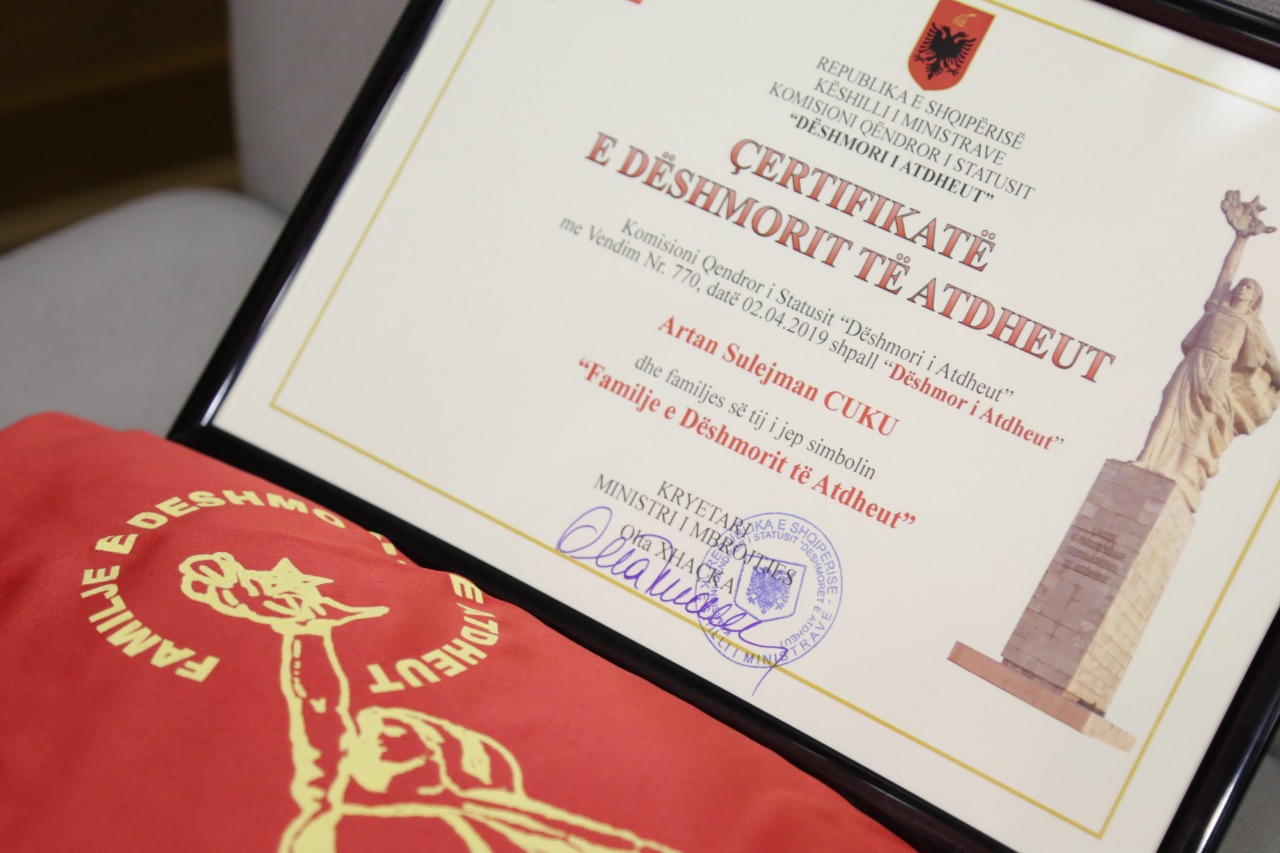 REPUBLIKA E SHQIPËRISË
KËSHILLI I MINISTRAVE
KOMISIONI QËNDROR I STATUSIT
“DËSHMORI I ATDHEUT”
ÇERTIFIKATË
E DËSHMORIT TË ATDHEUT
Komisioni Qendror i Statusit “Dëshmori i Atdheut”
me Vendim Nr. 770, datë 02.04.2019 shpall “Dëshmor i Atdheut”
Artan Sulejman CUKU
dhe familjes së tij i jep simbolin
“Familje e Dëshmorit të Atdheut”
KRYETARI
MINISTRI I MBROJTJES
Olta XHAÇKA
FAMILJE E DESHMO E ATDHEUT